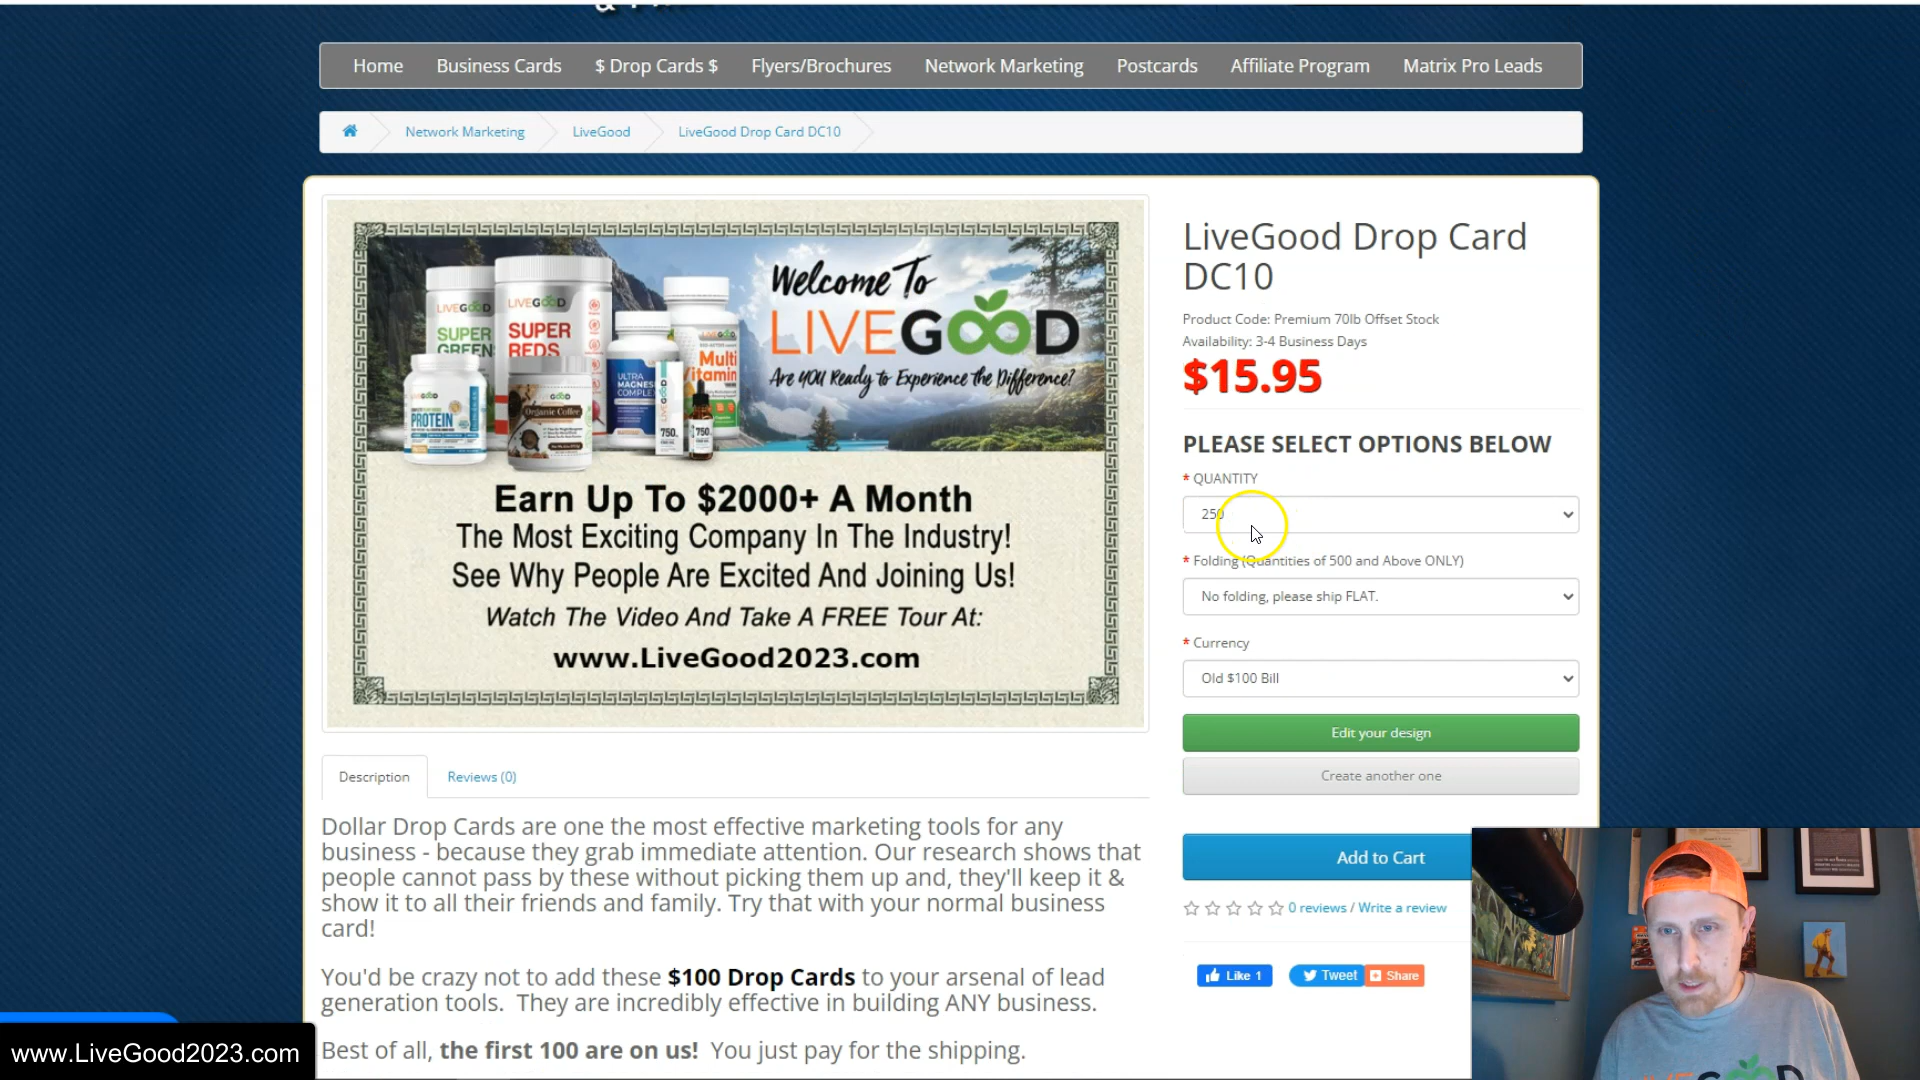 Home
Business Cards
$ Drop Cards $
Flyers/Brochures
Network Marketing
Postcards
Affiliate Program
Matrix Pro Leads
Network Marketing
LiveGood
LiveGood Drop Card DC10
LIVEGOOD
SUPER
GREEN
LIVEGOOD
SUPER
REDS
PROTEIN
Organic Coffee
ULTRA
MAGNES
COMPLEX
LIVEGOOD
750
750
Multi
Vitamin
Welcome To
LIVEGOOD
Are YOU Ready to Experience the Difference?
Earn Up To $2000+ A Month
The Most Exciting Company In The Industry!
See Why People Are Excited And Joining Us!
Watch The Video And Take A FREE Tour At:
www.LiveGood2023.com
LiveGood Drop Card
DC10
Product Code: Premium 70lb Offset Stock
Availability: 3-4 Business Days
$15.95
PLEASE SELECT OPTIONS BELOW
* QUANTITY
250
* Folding (Quantities of 500 and Above ONLY)
No folding, please ship FLAT.
* Currency
Old $100 Bill
Edit your design
Create another one
Add to Cart
0 reviews / Write a review
Like 1
Tweet
Share
Description
Reviews (0)
Dollar Drop Cards are one the most effective marketing tools for any
business - because they grab immediate attention. Our research shows that
people cannot pass by these without picking them up and, they'll keep it &
show it to all their friends and family. Try that with your normal business
card!
You'd be crazy not to add these $100 Drop Cards to your arsenal of lead
generation tools. They are incredibly effective in building ANY business.
Best of all, the first 100 are on us! You just pay for the shipping.
www.LiveGood2023.com